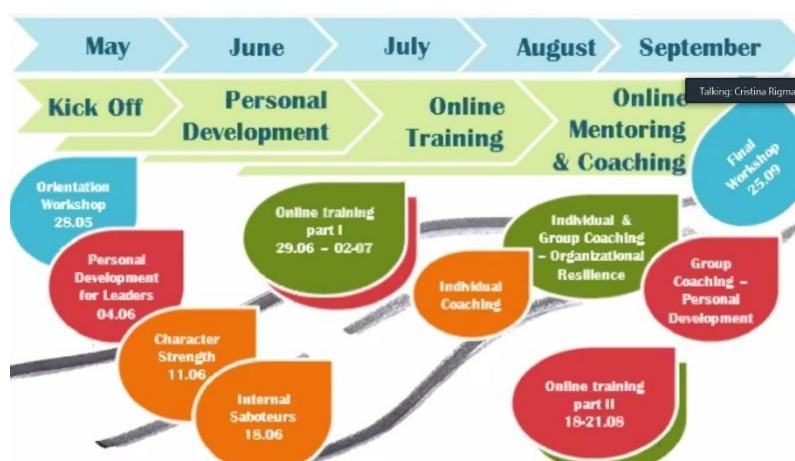 May
June
July
August
September
Talking: Cristina Rigma
Kick Off
Personal
Development
Online
Training
Online
Mentoring
& Coaching
Final
Workshop
25.09
Orientation
Workshop
28.05
Personal
Development
for Leaders
04.06
Character
Strength
11.06
Internal
Saboteurs
18.06
Online training
part I
29.06 – 02-07
Individual
Coaching
Individual &
Group Coaching
– Organizational
Resilience
Group
Coaching –
Personal
Development
Online training
part II
18-21.08